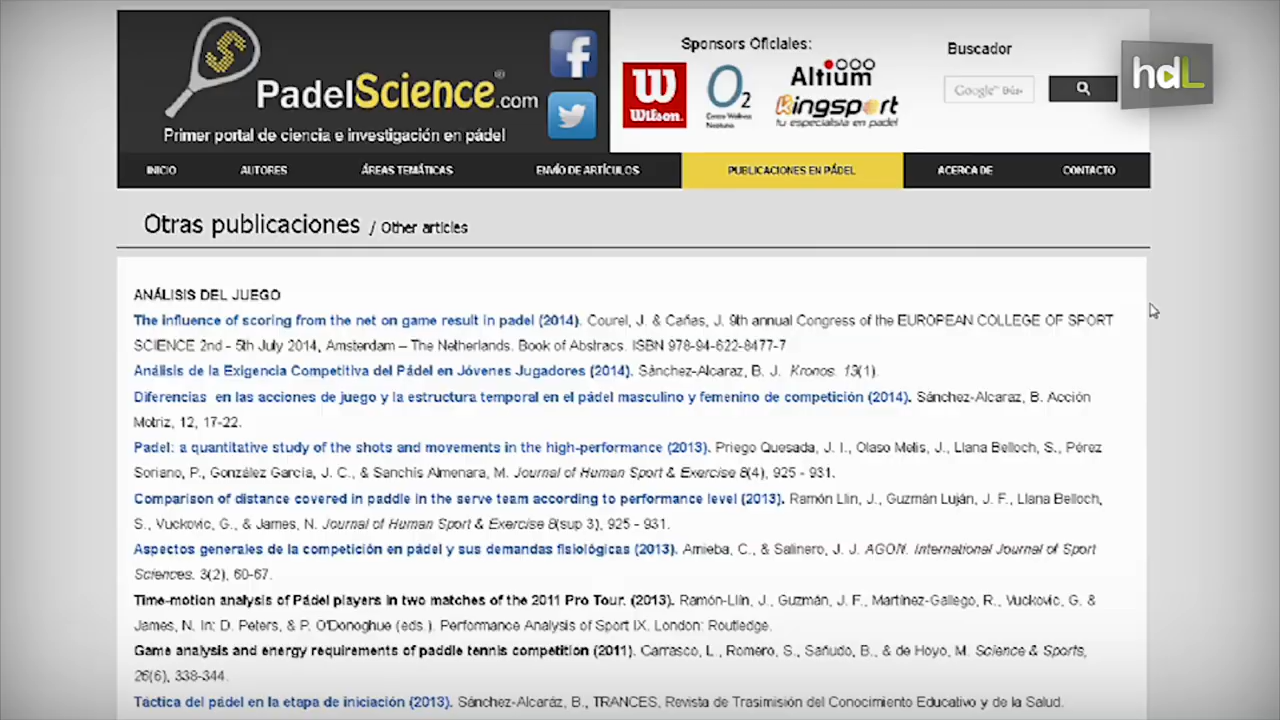 PadelScience.com
Primer portal de ciencia e investigación en pádel
Sponsors Oficiales:
W
Wilson.
O2
Centro Wellness
Altium
Kingsport
tu especialista en padel
Buscador
Google™
hdL
INICIO
AUTORES
ÁREAS TEMÁTICAS
ENVÍO DE ARTÍCULOS
PUBLICACIONES EN PÁDEL
ACERCA DE
CONTACTO
Otras publicaciones / Other articles
ANÁLISIS DEL JUEGO
The influence of scoring from the net on game result in padel (2014). Courel, J. & Cañas, J. 9th annual Congress of the EUROPEAN COLLEGE OF SPORT
SCIENCE 2nd - 5th July 2014, Amsterdam – The Netherlands. Book of Abstracs. ISBN 978-94-622-8477-7
Análisis de la Exigencia Competitiva del Pádel en Jóvenes Jugadores (2014). Sánchez-Alcaraz, B. J. Kronos. 13(1).
Diferencias en las acciones de juego y la estructura temporal en el pádel masculino y femenino de competición (2014). Sánchez-Alcaraz, B. Acción
Motriz, 12, 17-22.
Padel: a quantitative study of the shots and movements in the high-performance (2013). Priego Quesada, J. I., Olaso Melis, J., Llana Belloch, S., Pérez
Soriano, P., González García, J. C., & Sanchís Almenara, M. Journal of Human Sport & Exercise 8(4), 925 - 931.
Comparison of distance covered in paddle in the serve team according to performance level (2013). Ramón Llin, J., Guzmán Luján, J. F., Llana Belloch,
S., Vuckovic, G., & James, N. Journal of Human Sport & Exercise 8(sup 3), 925 - 931.
Aspectos generales de la competición en pádel y sus demandas fisiológicas (2013). Amieba, C., & Salinero, J. J. AGON. International Journal of Sport
Sciences. 3(2), 60-67.
Time-motion analysis of Pádel players in two matches of the 2011 Pro Tour. (2013). Ramón-Llin, J., Guzmán, J. F., Martínez-Gallego, R., Vuckovic, G. &
James, N. In: D. Peters, & P. O'Donoghue (eds.). Performance Analysis of Sport IX. London: Routledge.
Game analysis and energy requirements of paddle tennis competition (2011). Carrasco, L., Romero, S., Sañudo, B., & de Hoyo, M. Science & Sports,
26(6), 338-344.
Táctica del pádel en la etapa de iniciación (2013). Sánchez-Alcaráz, B., TRANCES, Revista de Trasimisión del Conocimiento Educativo y de la Salud.